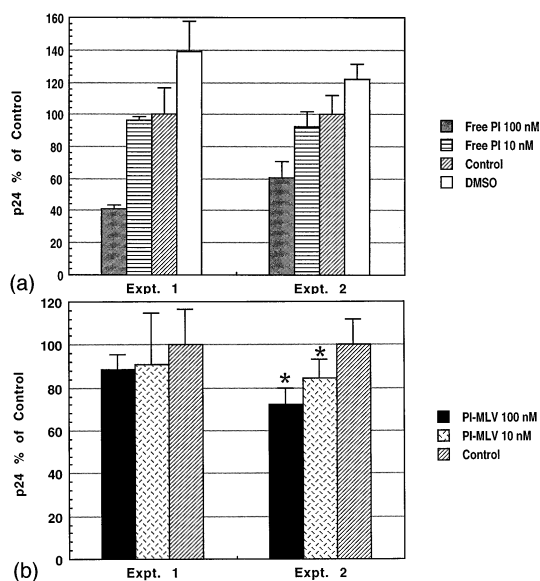 160
140
120
100
80
60
40
20
0
p24 % of Control
Expt. 1 Expt. 2
Free PI 100 nM
Free PI 10 nM
Control
DMSO
(a)
120
100
80
60
40
20
0
p24 % of Control
* *
Expt. 1 Expt. 2
PI-MLV 100 nM
PI-MLV 10 nM
Control
(b)